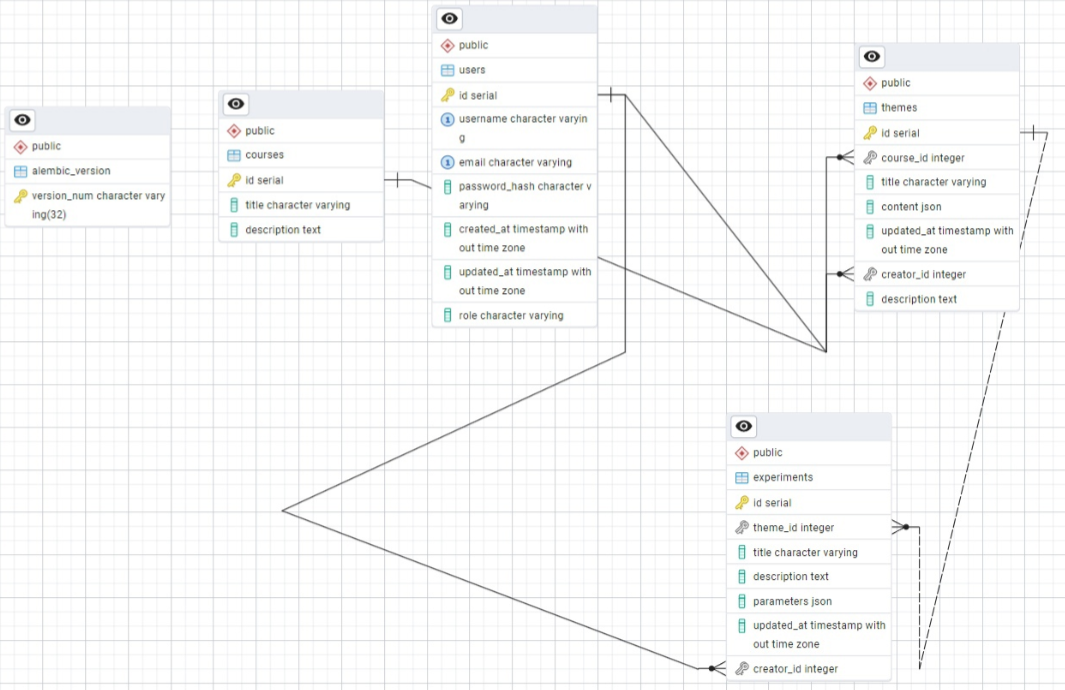 public
alembic_version
version_num character vary
ing(32)
public
courses
id serial
title character varying
description text
public
users
id serial
username character varyin
g
email character varying
password_hash character v
arying
created_at timestamp with
out time zone
updated_at timestamp with
out time zone
role character varying
public
themes
id serial
course_id integer
title character varying
content json
updated_at timestamp with
out time zone
creator_id integer
description text
public
experiments
id serial
theme_id integer
title character varying
description text
parameters json
updated_at timestamp with
out time zone
creator_id integer